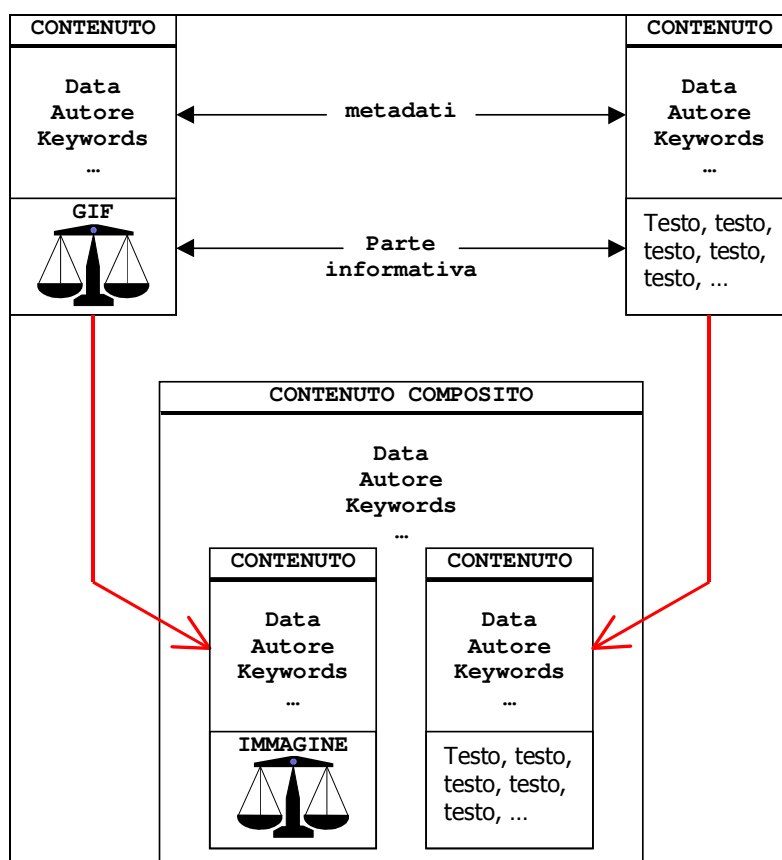 CONTENUTO
Data
Autore
Keywords
…
GIF
metadati
Parte
informativa
CONTENUTO
Data
Autore
Keywords
…
Testo, testo,
testo, testo,
testo, …
CONTENUTO COMPOSITO
Data
Autore
Keywords
…
CONTENUTO
Data
Autore
Keywords
…
IMMAGINE
CONTENUTO
Data
Autore
Keywords
…
Testo, testo,
testo, testo,
testo, …